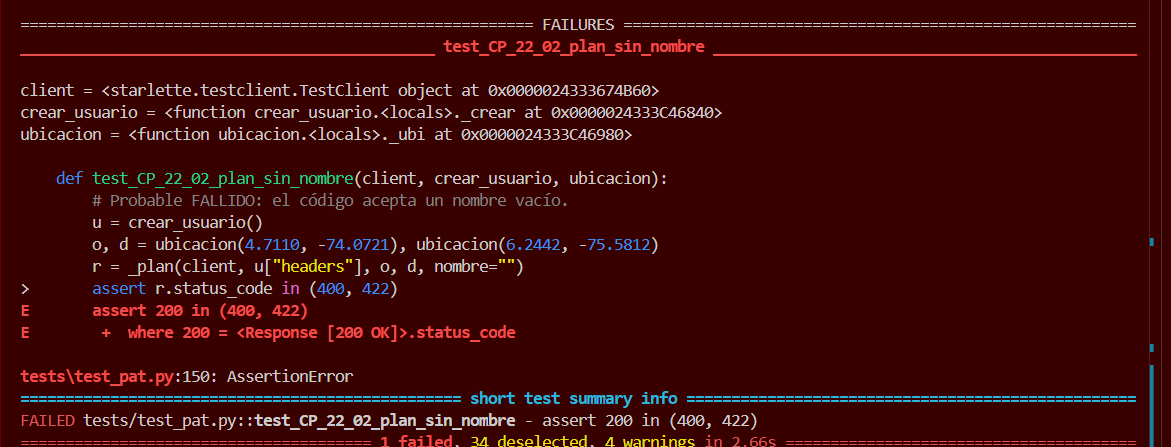 ======================================================== FAILURES ========================================================
_____________________________________________ test_CP_22_02_plan_sin_nombre ______________________________________________
client = <starlette.testclient.TestClient object at 0x0000024333674B60>
crear_usuario = <function crear_usuario.<locals>._crear at 0x0000024333C46840>
ubicacion = <function ubicacion.<locals>._ubi at 0x0000024333C46980>
    def test_CP_22_02_plan_sin_nombre(client, crear_usuario, ubicacion):
        # Probable FALLIDO: el código acepta un nombre vacío.
        u = crear_usuario()
        o, d = ubicacion(4.7110, -74.0721), ubicacion(6.2442, -75.5812)
        r = _plan(client, u["headers"], o, d, nombre="")
>       assert r.status_code in (400, 422)
E       assert 200 in (400, 422)
E        +  where 200 = <Response [200 OK]>.status_code
tests\test_pat.py:150: AssertionError
================================================ short test summary info =================================================
FAILED tests/test_pat.py::test_CP_22_02_plan_sin_nombre - assert 200 in (400, 422)
====================================== 1 failed, 34 deselected, 4 warnings in 2.66s ======================================